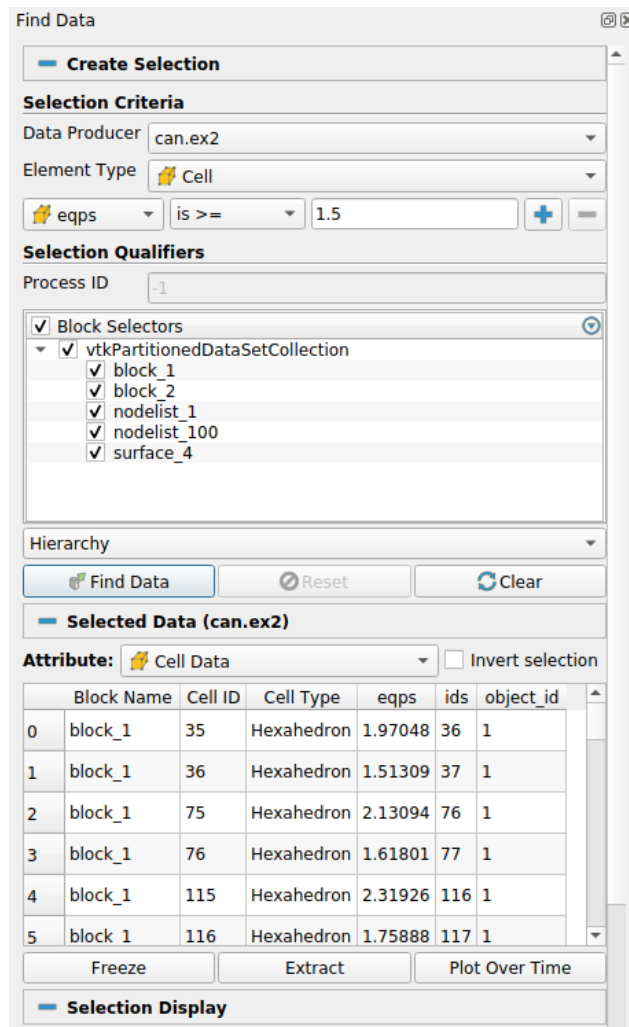 Find Data
Create Selection
Selection Criteria
Data Producer can.ex2
Element Type Cell
eqps is >= 1.5
Selection Qualifiers
Process ID -1
Block Selectors
vtkPartitionedDataSetCollection
block_1
block_2
nodelist_1
nodelist_100
surface_4
Hierarchy
Find Data Reset Clear
Selected Data (can.ex2)
Attribute: Cell Data Invert selection
Block Name Cell ID Cell Type eqps ids object_id
0 block_1 35 Hexahedron 1.97048 36 1
1 block_1 36 Hexahedron 1.51309 37 1
2 block_1 75 Hexahedron 2.13094 76 1
3 block_1 76 Hexahedron 1.61801 77 1
4 block_1 115 Hexahedron 2.31926 116 1
5 block_1 116 Hexahedron 1.75888 117 1
Freeze Extract Plot Over Time
Selection Display